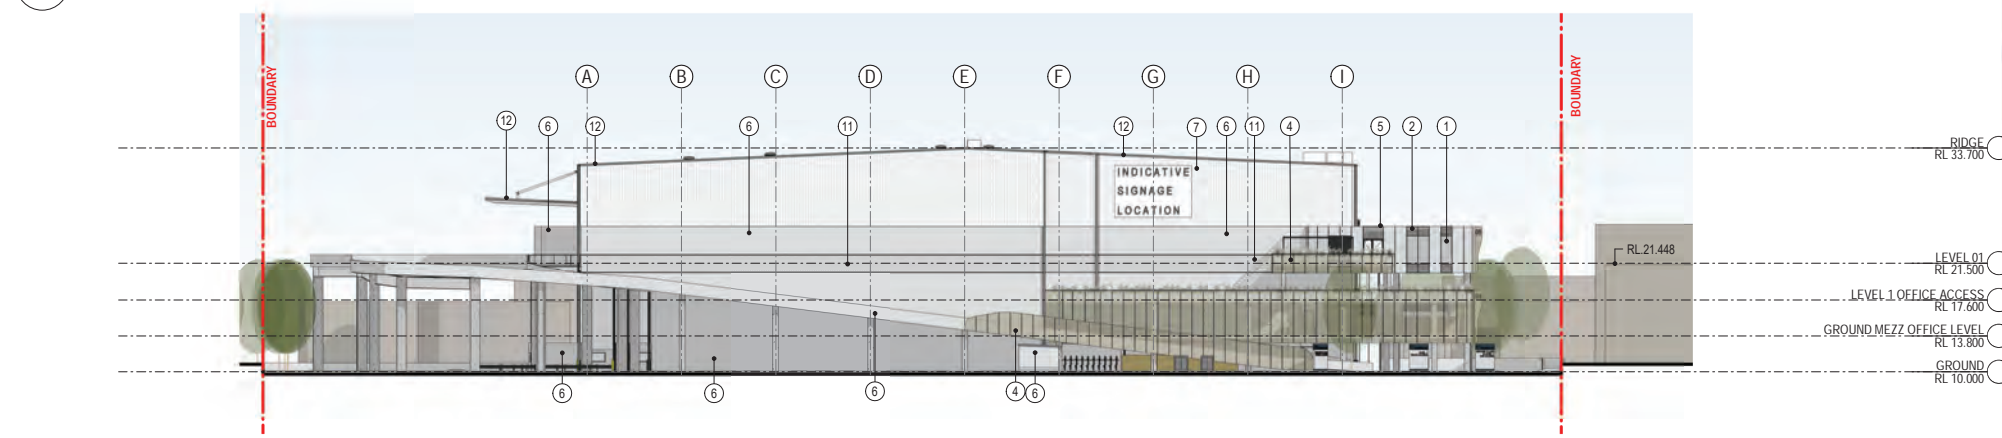 BOUNDARY
BOUNDARY
A B C D E F G H I
12 6 12 6 11 12 7 6 11 4 5 2 1
RIDGE
RL 33.700
INDICATIVE
SIGNAGE
LOCATION
RL.21.448
LEVEL 01
RL 21.500
LEVEL 1 OFFICE ACCESS
RL 17.600
GROUND MEZZ OFFICE LEVEL
RL 13.800
GROUND
RL 10.000
6 6 6 4 6